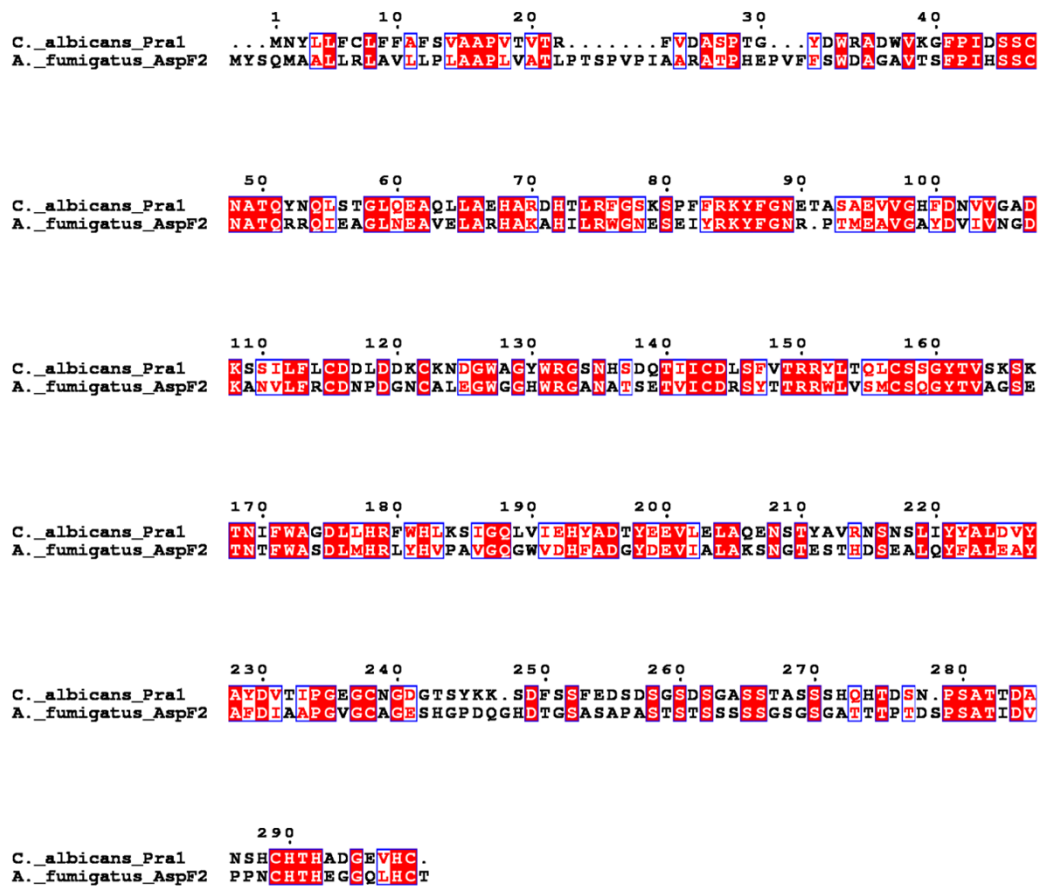 1 10 20 30 40
C._albicans_Pra1 ...MNYLLFCLFFAFSVAAPVTVTR.......FVDASPTG...YDWRADWVKGFPIDSSC
A._fumigatus_AspF2 MYSQMAALLRLAVLLPLAAPLVATLPTSPVPIAARATPHEPVFFSWDAGAVTSFPIHSSC
50 60 70 80 90 100
C._albicans_Pra1 NATQYNQLSTGLQEAQLLAEHARDHTLRFGSKSPFFRKYFGNETASAEVVGHFDNVVGAD
A._fumigatus_AspF2 NATQRRQIEAGLNEAVELARHAKAHILRWGNESEIYRKYFGNR.PTMEAVGAYDVIVNGD
110 120 130 140 150 160
C._albicans_Pra1 KSSILFLCDDLDDKCKNDGWAGYWRGSNHSDQTIICDLSFVTRRYLTQLCSSGYTVSKSK
A._fumigatus_AspF2 KANVLFRCDNPDGNCALEGWGGHWRGANATSETVICDRSYTTRRWLVSMCSQGYTVAGSE
170 180 190 200 210 220
C._albicans_Pra1 TNIFWAGDLLHRFWHLKSIGQLVIEHYADTYEEVLELAQENSTYAVRNSNSLIYYALDVY
A._fumigatus_AspF2 TNTFWASDLMHRLYHVPAVGQGWVDHFADGYDEVIALAKSNGTESTHDSEALQYFALEAY
230 240 250 260 270 280
C._albicans_Pra1 AYDVTIPGEGCNGDGTSYKK.SDFSSFEDSDSGSDSGASSTASSSHQHTDSN.PSATTDA
A._fumigatus_AspF2 AFDIAAPGVGCAGESHGPDQGHDTGSASAPASTSTSSSSSGSGSGATTTPTDSPSATIDV
290
C._albicans_Pra1 NSHCHTHADGEVHC.
A._fumigatus_AspF2 PPNCHTHEGGQLHCT